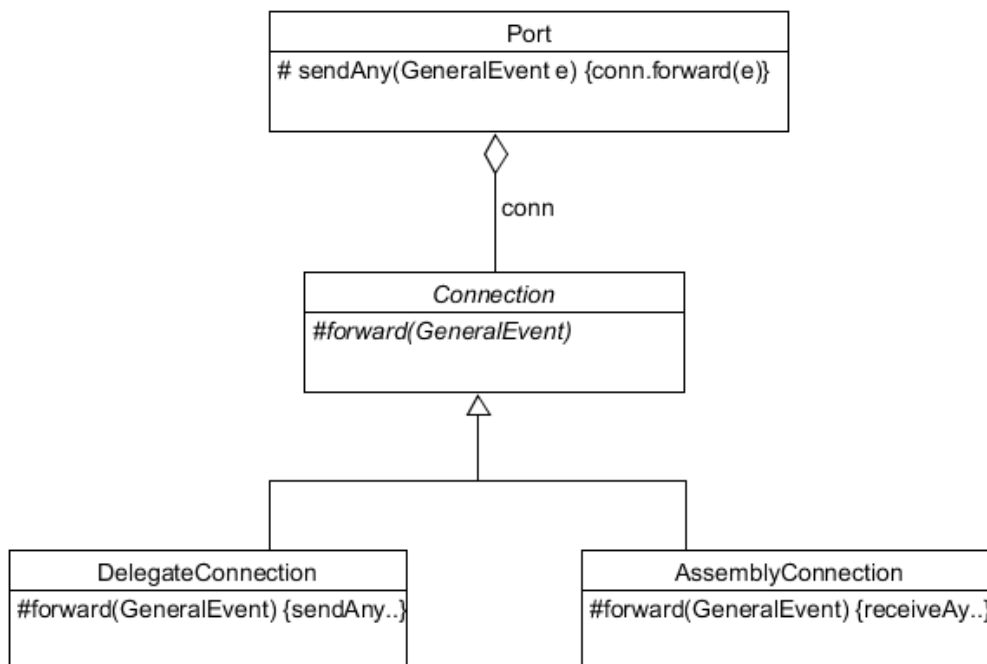 Port
# sendAny(GeneralEvent e) {conn.forward(e)}
conn
Connection
#forward(GeneralEvent)
DelegateConnection
#forward(GeneralEvent) {sendAny..}
AssemblyConnection
#forward(GeneralEvent) {receiveAy..}